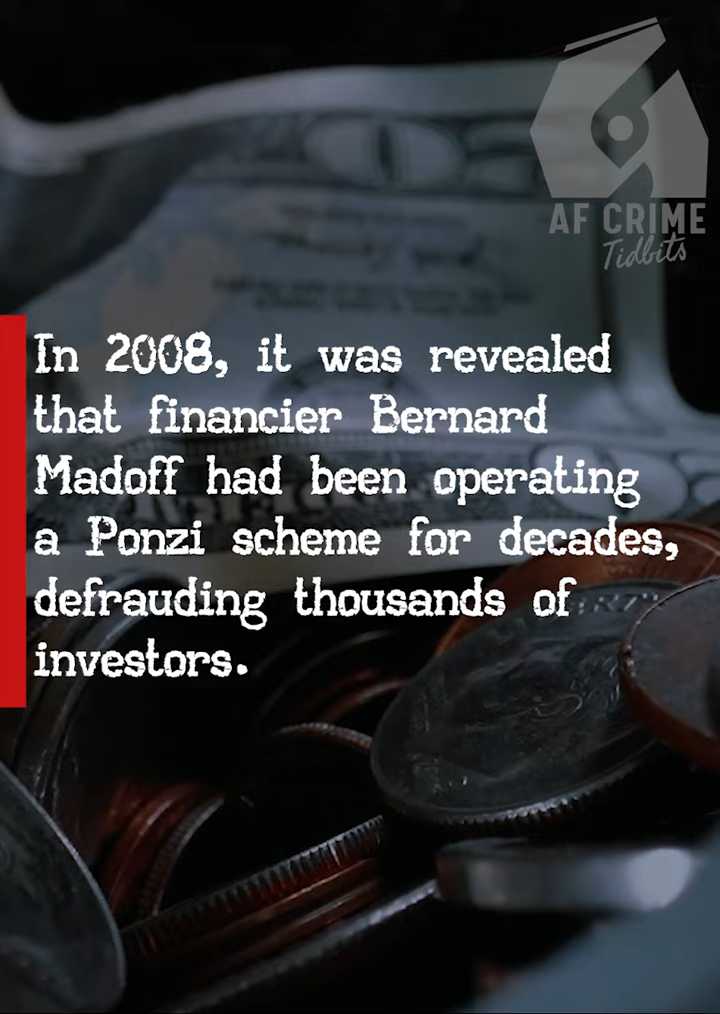 AF CRIME
Tidbits
In 2008, it was revealed
that financier Bernard
Madoff had been operating
a Ponzi scheme for decades,
defrauding thousands of
investors.